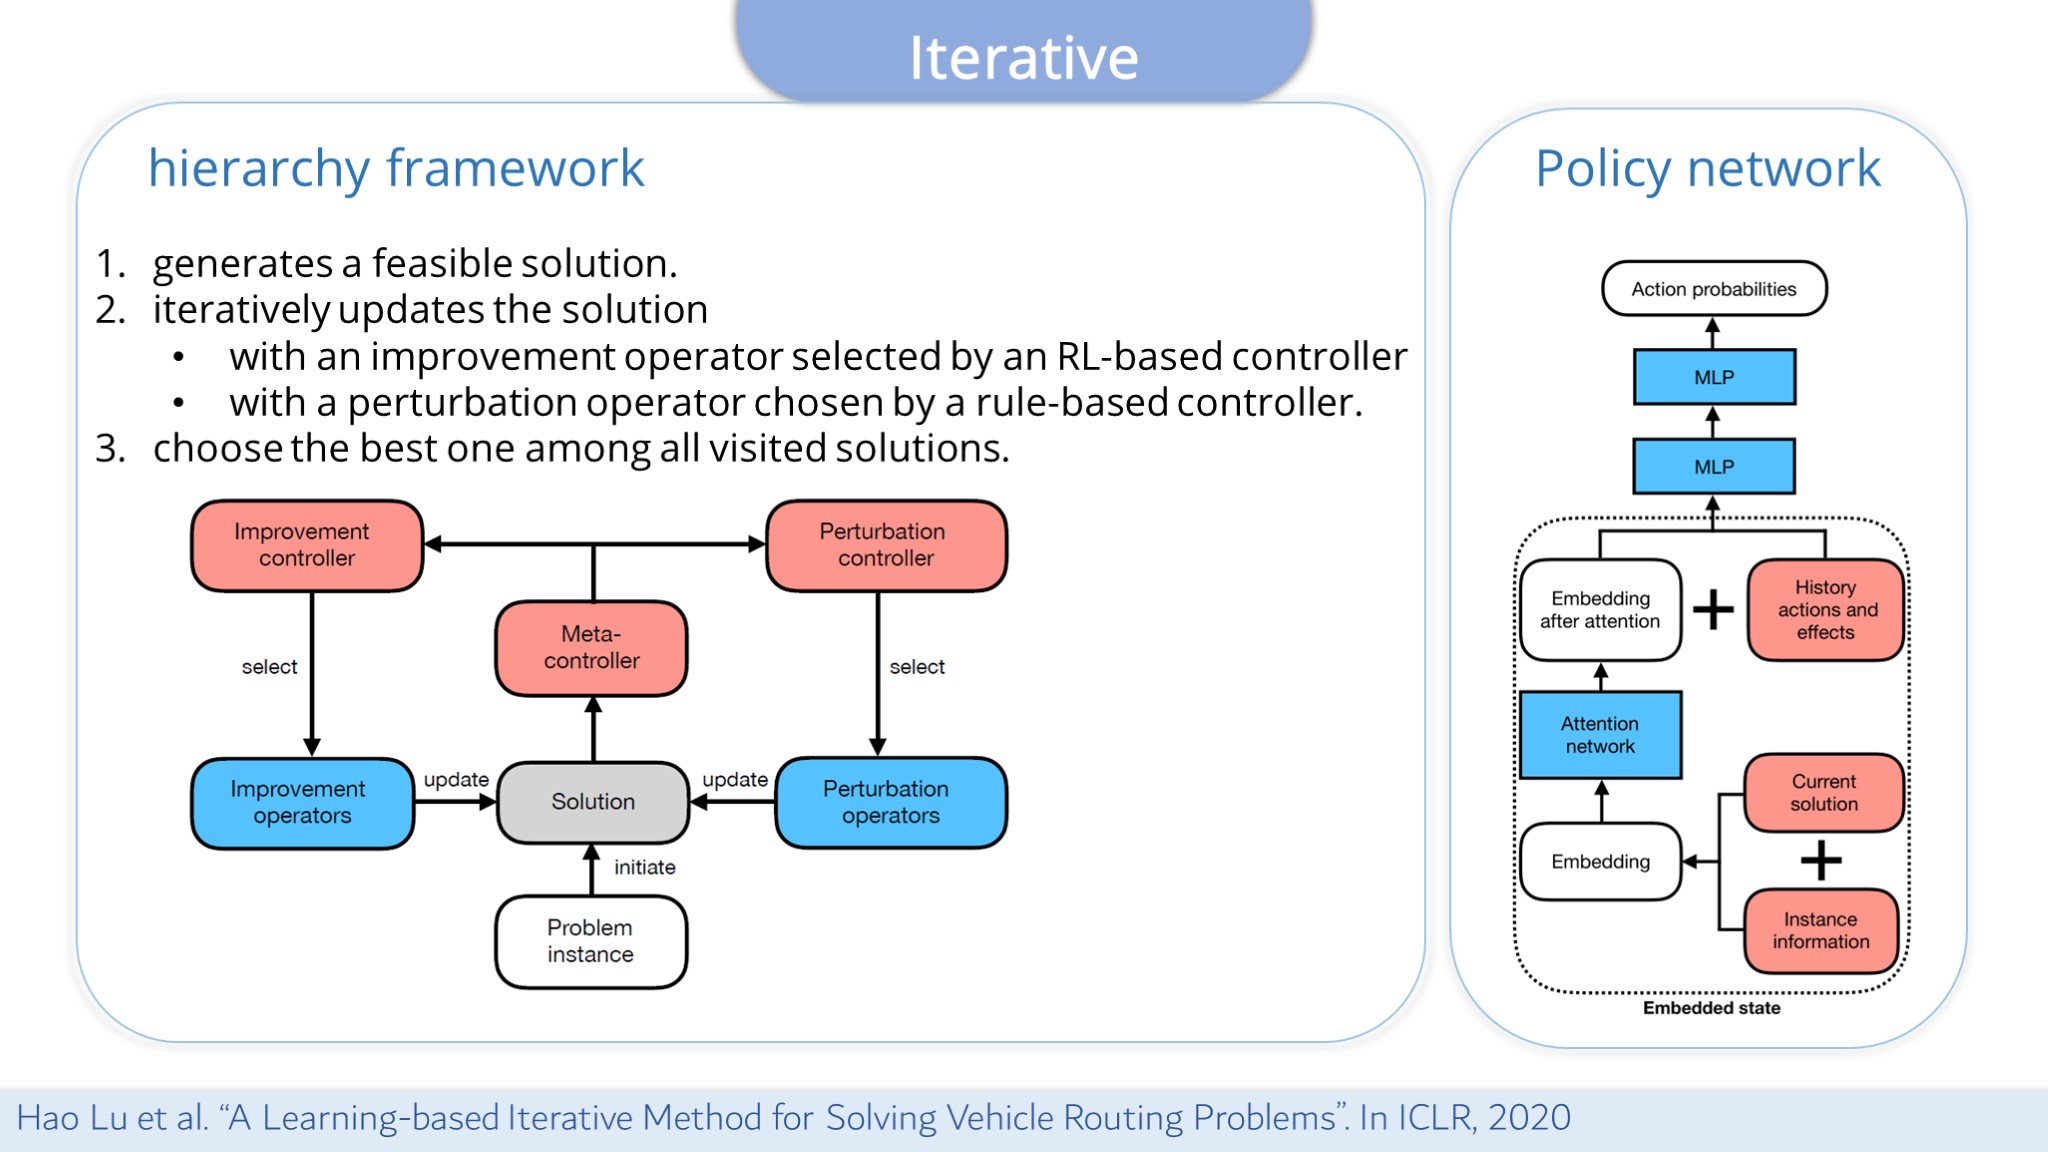 Iterative
hierarchy framework
1. generates a feasible solution.
2. iteratively updates the solution
• with an improvement operator selected by an RL-based controller
• with a perturbation operator chosen by a rule-based controller.
3. choose the best one among all visited solutions.
Improvement
controller
Perturbation
controller
Meta-
controller
select
select
Improvement
operators
update
Solution
update
Perturbation
operators
initiate
Problem
instance
Policy network
Action probabilities
MLP
MLP
Embedding
after attention
+
History
actions and
effects
Attention
network
Current
solution
Embedding
+
Instance
information
Embedded state
Hao Lu et al. “A Learning-based Iterative Method for Solving Vehicle Routing Problems”. In ICLR, 2020